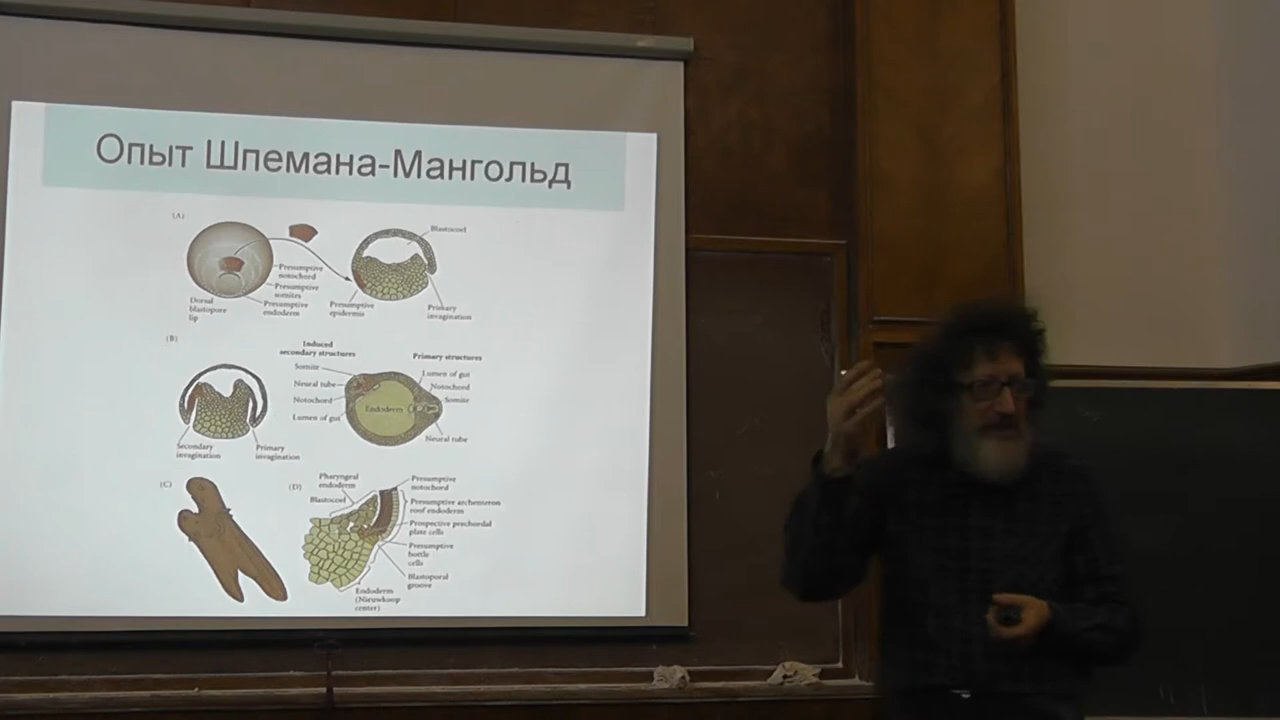 Опыт Шпемана-Мангольд
(A)
Blastocoel
Presumptive
notochord
Presumptive
somites
Presumptive
endoderm
Dorsal
blastopore
lip
Presumptive
epidermis
Primary
invagination
(B)
Induced
secondary structures
Primary structures
Somite
Neural tube
Notochord
Lumen of gut
Endoderm
Lumen of gut
Notochord
Somite
Neural tube
Secondary
invagination
Primary
invagination
(C)
(D)
Pharyngeal
endoderm
Blastocoel
Presumptive
notochord
Presumptive archenteron
roof endoderm
Prospective prechordal
plate cells
Presumptive
bottle
cells
Blastoporal
groove
Endoderm
(Nieuwkoop
center)